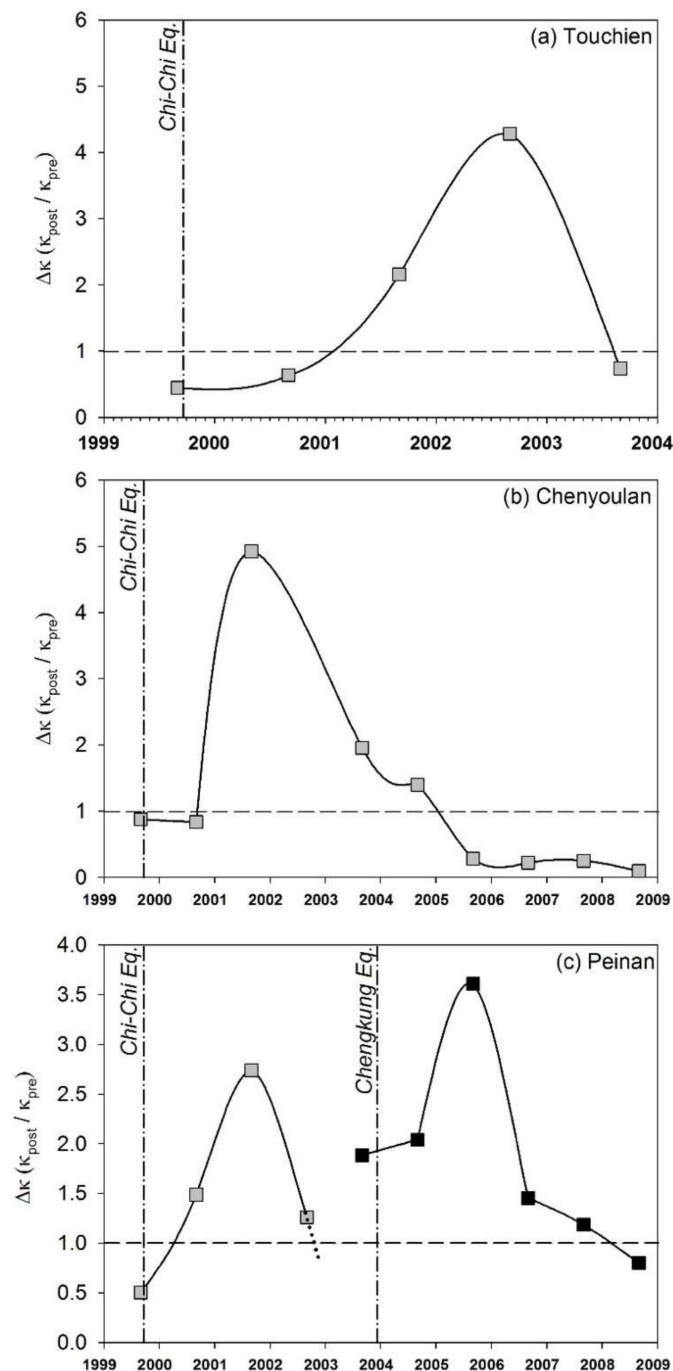 6
(a) Touchien
Chi-Chi Eq.
5
4
Δκ (κpost / κpre)
3
2
1
0
1999 2000 2001 2002 2003 2004
6
(b) Chenyoulan
Chi-Chi Eq.
5
4
Δκ (κpost / κpre)
3
2
1
0
1999 2000 2001 2002 2003 2004 2005 2006 2007 2008 2009
4.0
(c) Peinan
Chi-Chi Eq.
Chengkung Eq.
3.5
3.0
2.5
Δκ (κpost / κpre)
2.0
1.5
1.0
0.5
0.0
1999 2000 2001 2002 2003 2004 2005 2006 2007 2008 2009